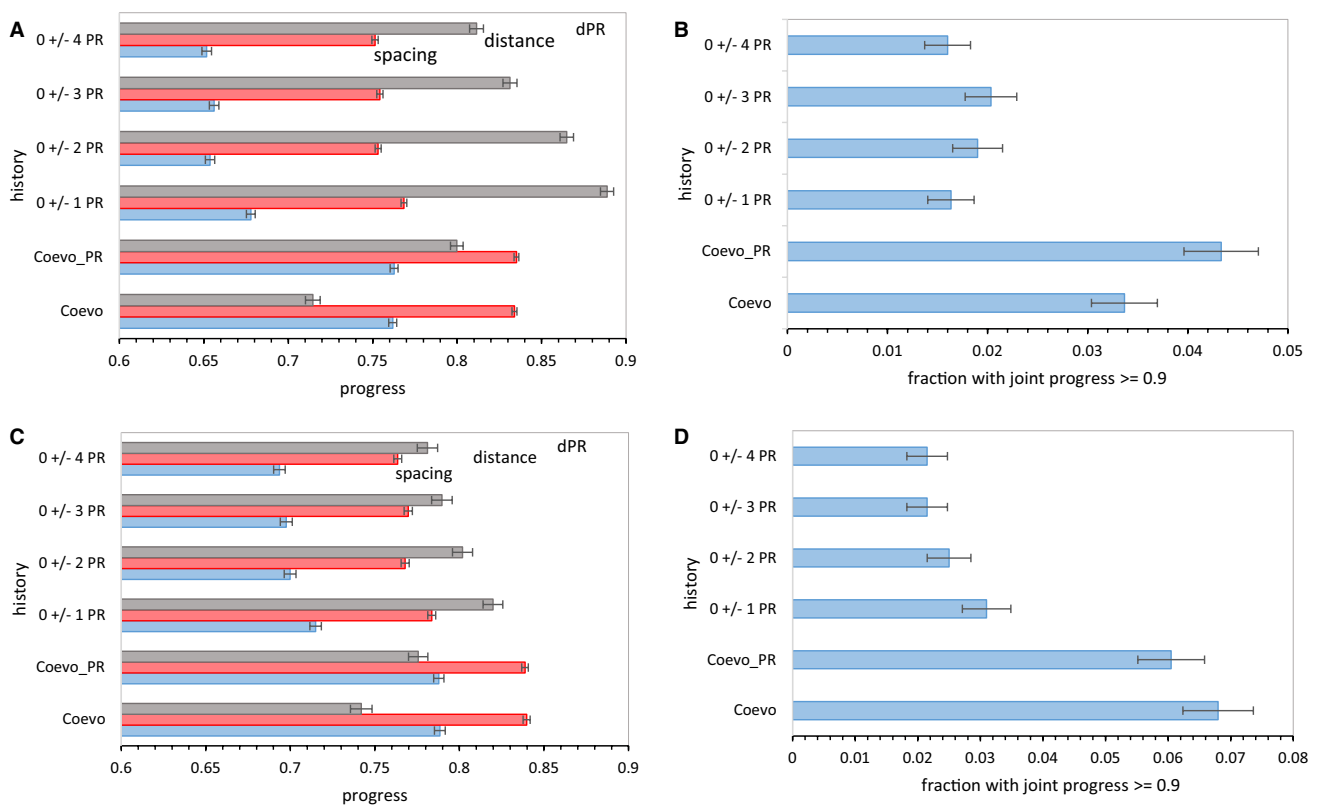 A
dPR
0 +/- 4 PR
distance
spacing
0 +/- 3 PR
0 +/- 2 PR
0 +/- 1 PR
Coevo_PR
Coevo
history
0.6 0.65 0.7 0.75 0.8 0.85 0.9
progress
B
0 +/- 4 PR
0 +/- 3 PR
0 +/- 2 PR
0 +/- 1 PR
Coevo_PR
Coevo
history
0 0.01 0.02 0.03 0.04 0.05
fraction with joint progress >= 0.9
C
dPR
0 +/- 4 PR
distance
spacing
0 +/- 3 PR
0 +/- 2 PR
0 +/- 1 PR
Coevo_PR
Coevo
history
0.6 0.65 0.7 0.75 0.8 0.85 0.9
progress
D
0 +/- 4 PR
0 +/- 3 PR
0 +/- 2 PR
0 +/- 1 PR
Coevo_PR
Coevo
history
0 0.01 0.02 0.03 0.04 0.05 0.06 0.07 0.08
fraction with joint progress >= 0.9